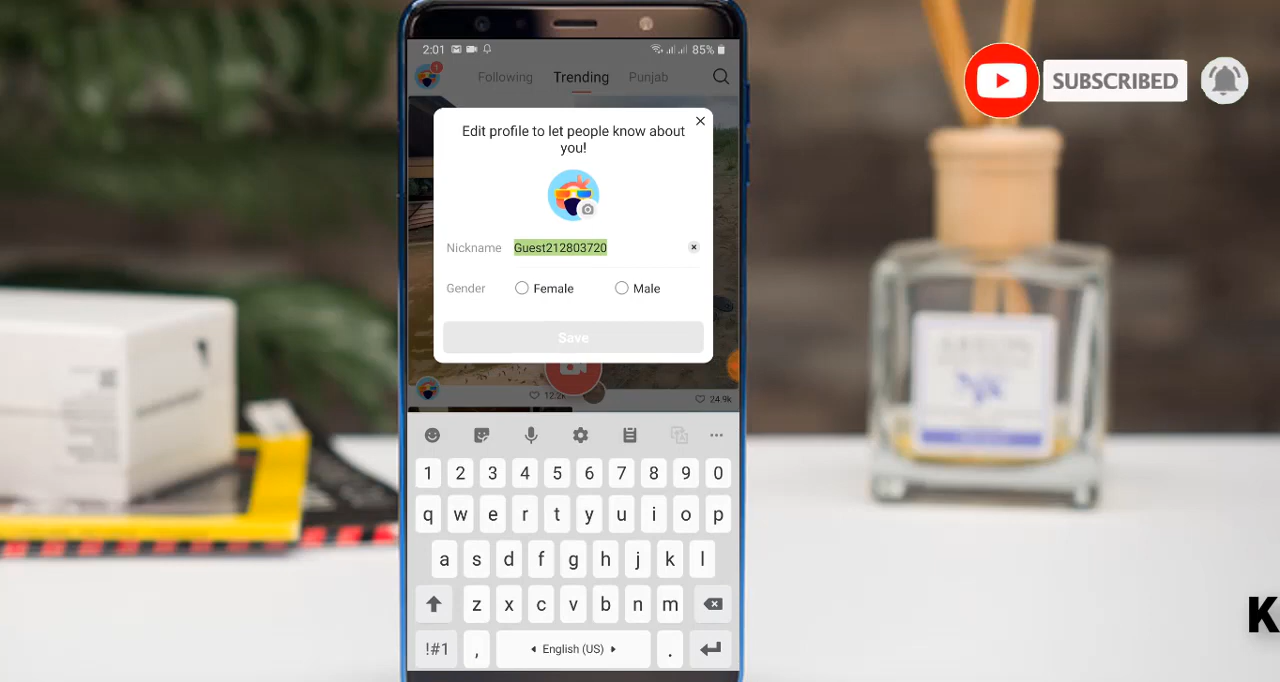 SUBSCRIBED
2:01
85%
1
Following Trending Punjab
Edit profile to let people know about
you!
Nickname Guest212803720
Gender Female Male
Save
12.2k
24.9k
1 2 3 4 5 6 7 8 9 0
q w e r t y u i o p
a s d f g h j k l
z x c v b n m
!#1 , English (US) .
K